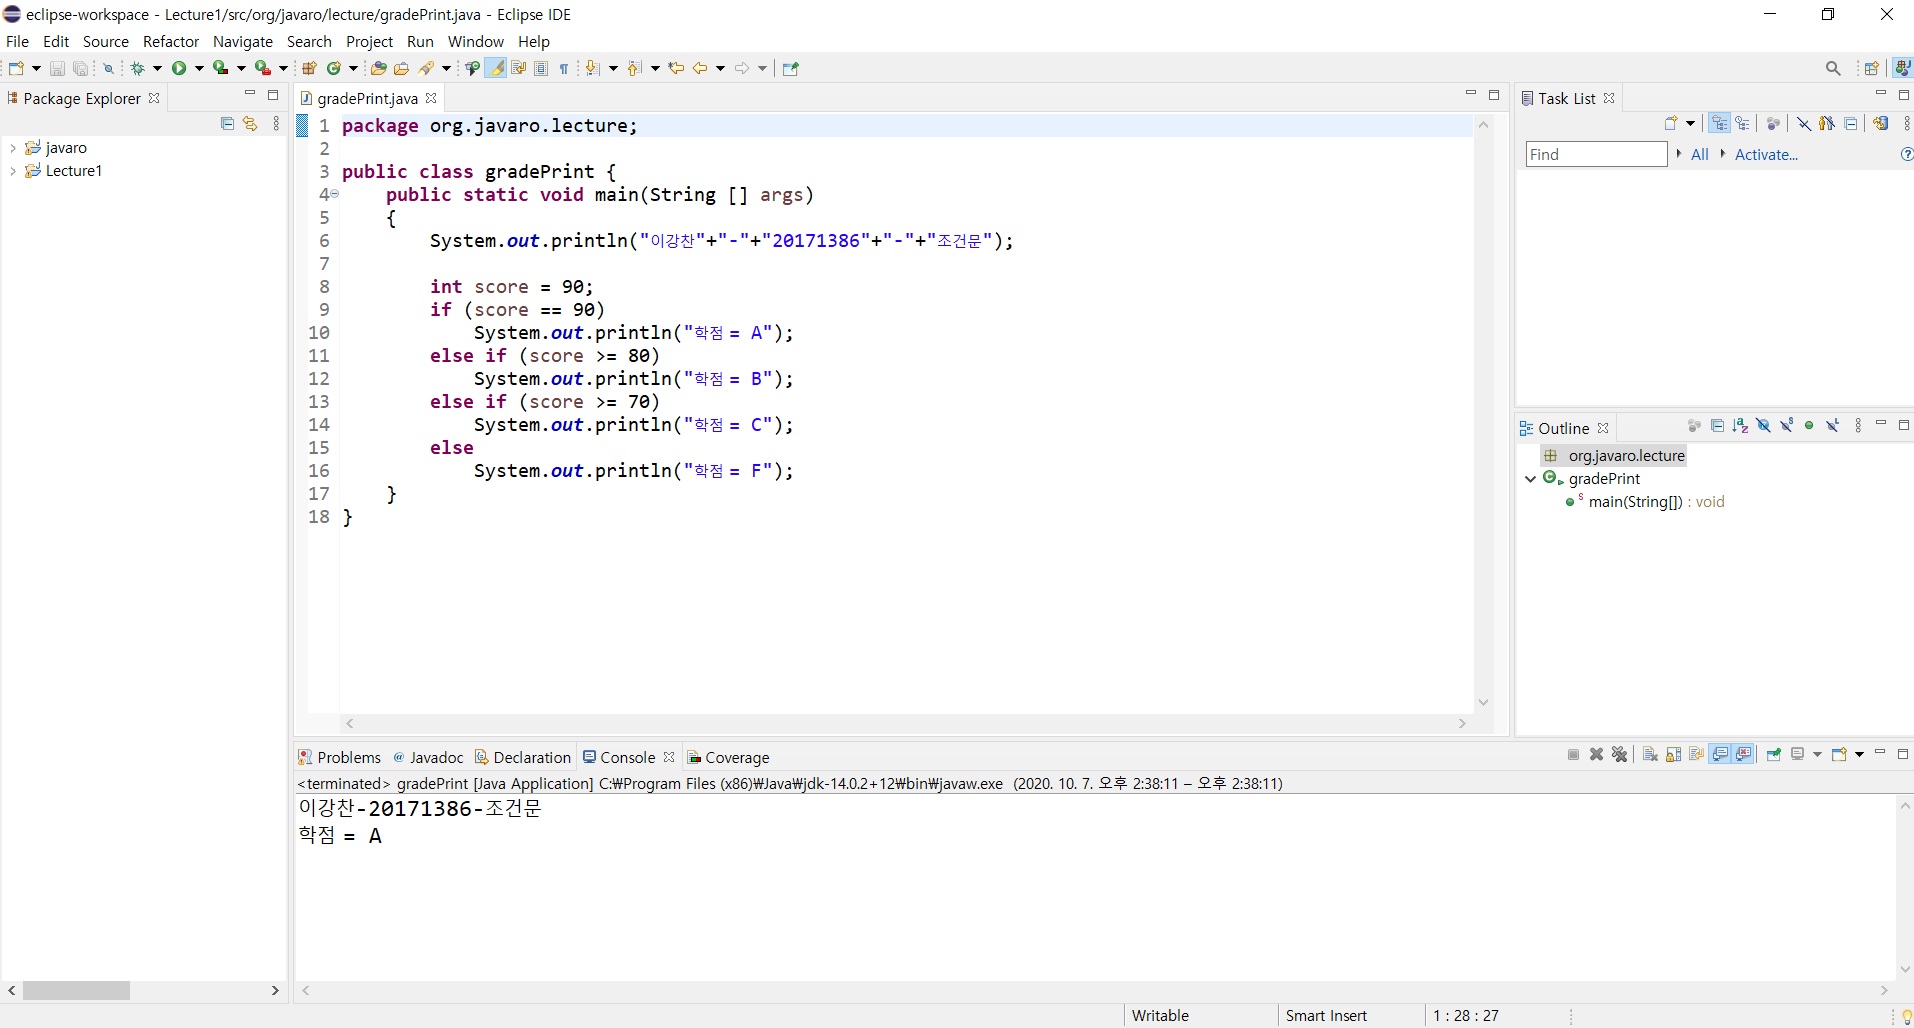 eclipse-workspace - Lecture1/src/org/javaro/lecture/gradePrint.java - Eclipse IDE
File Edit Source Refactor Navigate Search Project Run Window Help
Package Explorer
javaro
Lecture1
gradePrint.java
1 package org.javaro.lecture;
2
3 public class gradePrint {
4 public static void main(String [] args)
5 {
6 System.out.println("이강찬"+"-"+"20171386"+"-"+"조건문");
7
8 int score = 90;
9 if (score == 90)
10 System.out.println("학점 = A");
11 else if (score >= 80)
12 System.out.println("학점 = B");
13 else if (score >= 70)
14 System.out.println("학점 = C");
15 else
16 System.out.println("학점 = F");
17 }
18 }
Task List
Find All Activate...
Outline
org.javaro.lecture
gradePrint
main(String[]) : void
Problems Javadoc Declaration Console Coverage
<terminated> gradePrint [Java Application] C:₩Program Files (x86)₩Java₩jdk-14.0.2+12₩bin₩javaw.exe (2020. 10. 7. 오후 2:38:11 – 오후 2:38:11)
이강찬-20171386-조건문
학점 = A
Writable Smart Insert 1 : 28 : 27